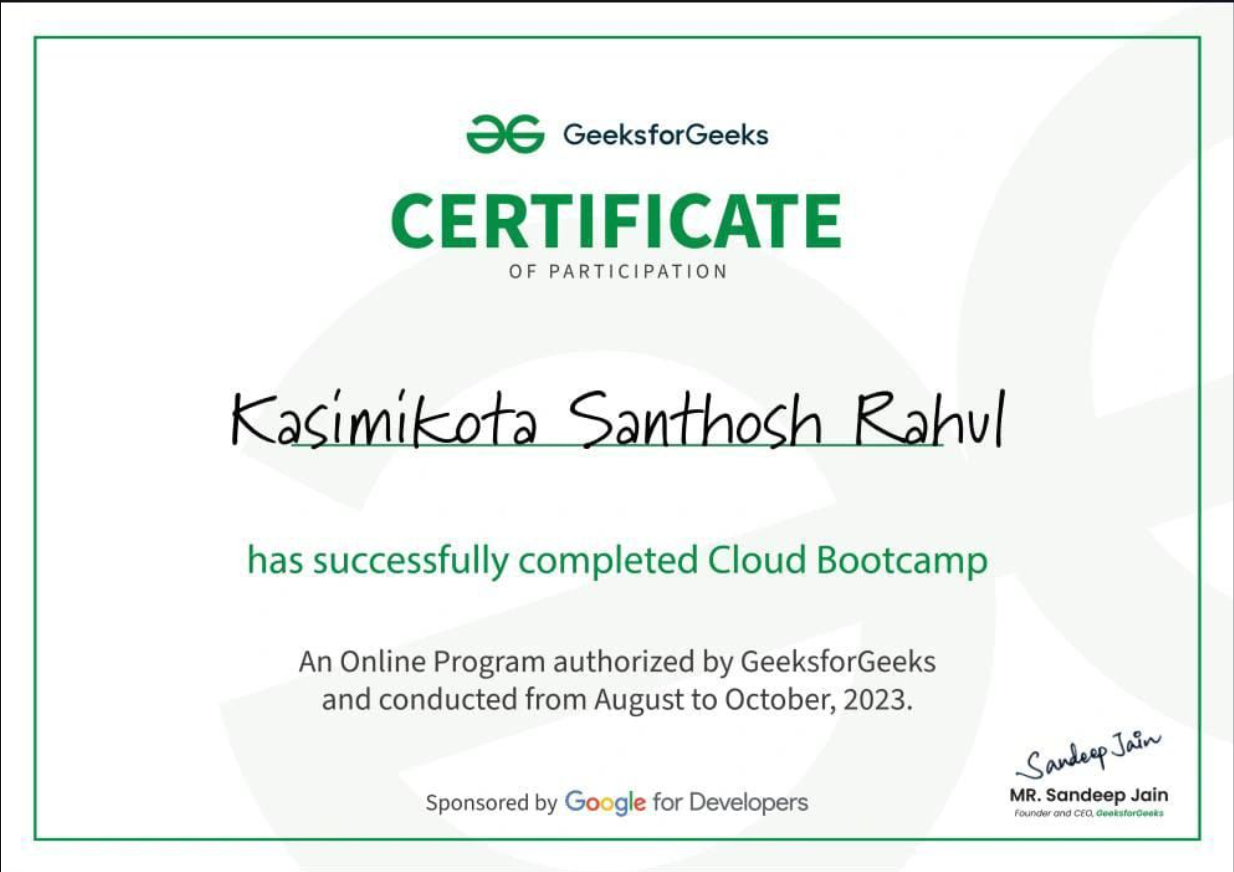 GeeksforGeeks
CERTIFICATE
OF PARTICIPATION
Kasimikota Santhosh Rahul
has successfully completed Cloud Bootcamp
An Online Program authorized by GeeksforGeeks
and conducted from August to October, 2023.
Sandeep Jain
MR. Sandeep Jain
Founder and CEO, GeeksforGeeks
Sponsored by Google for Developers